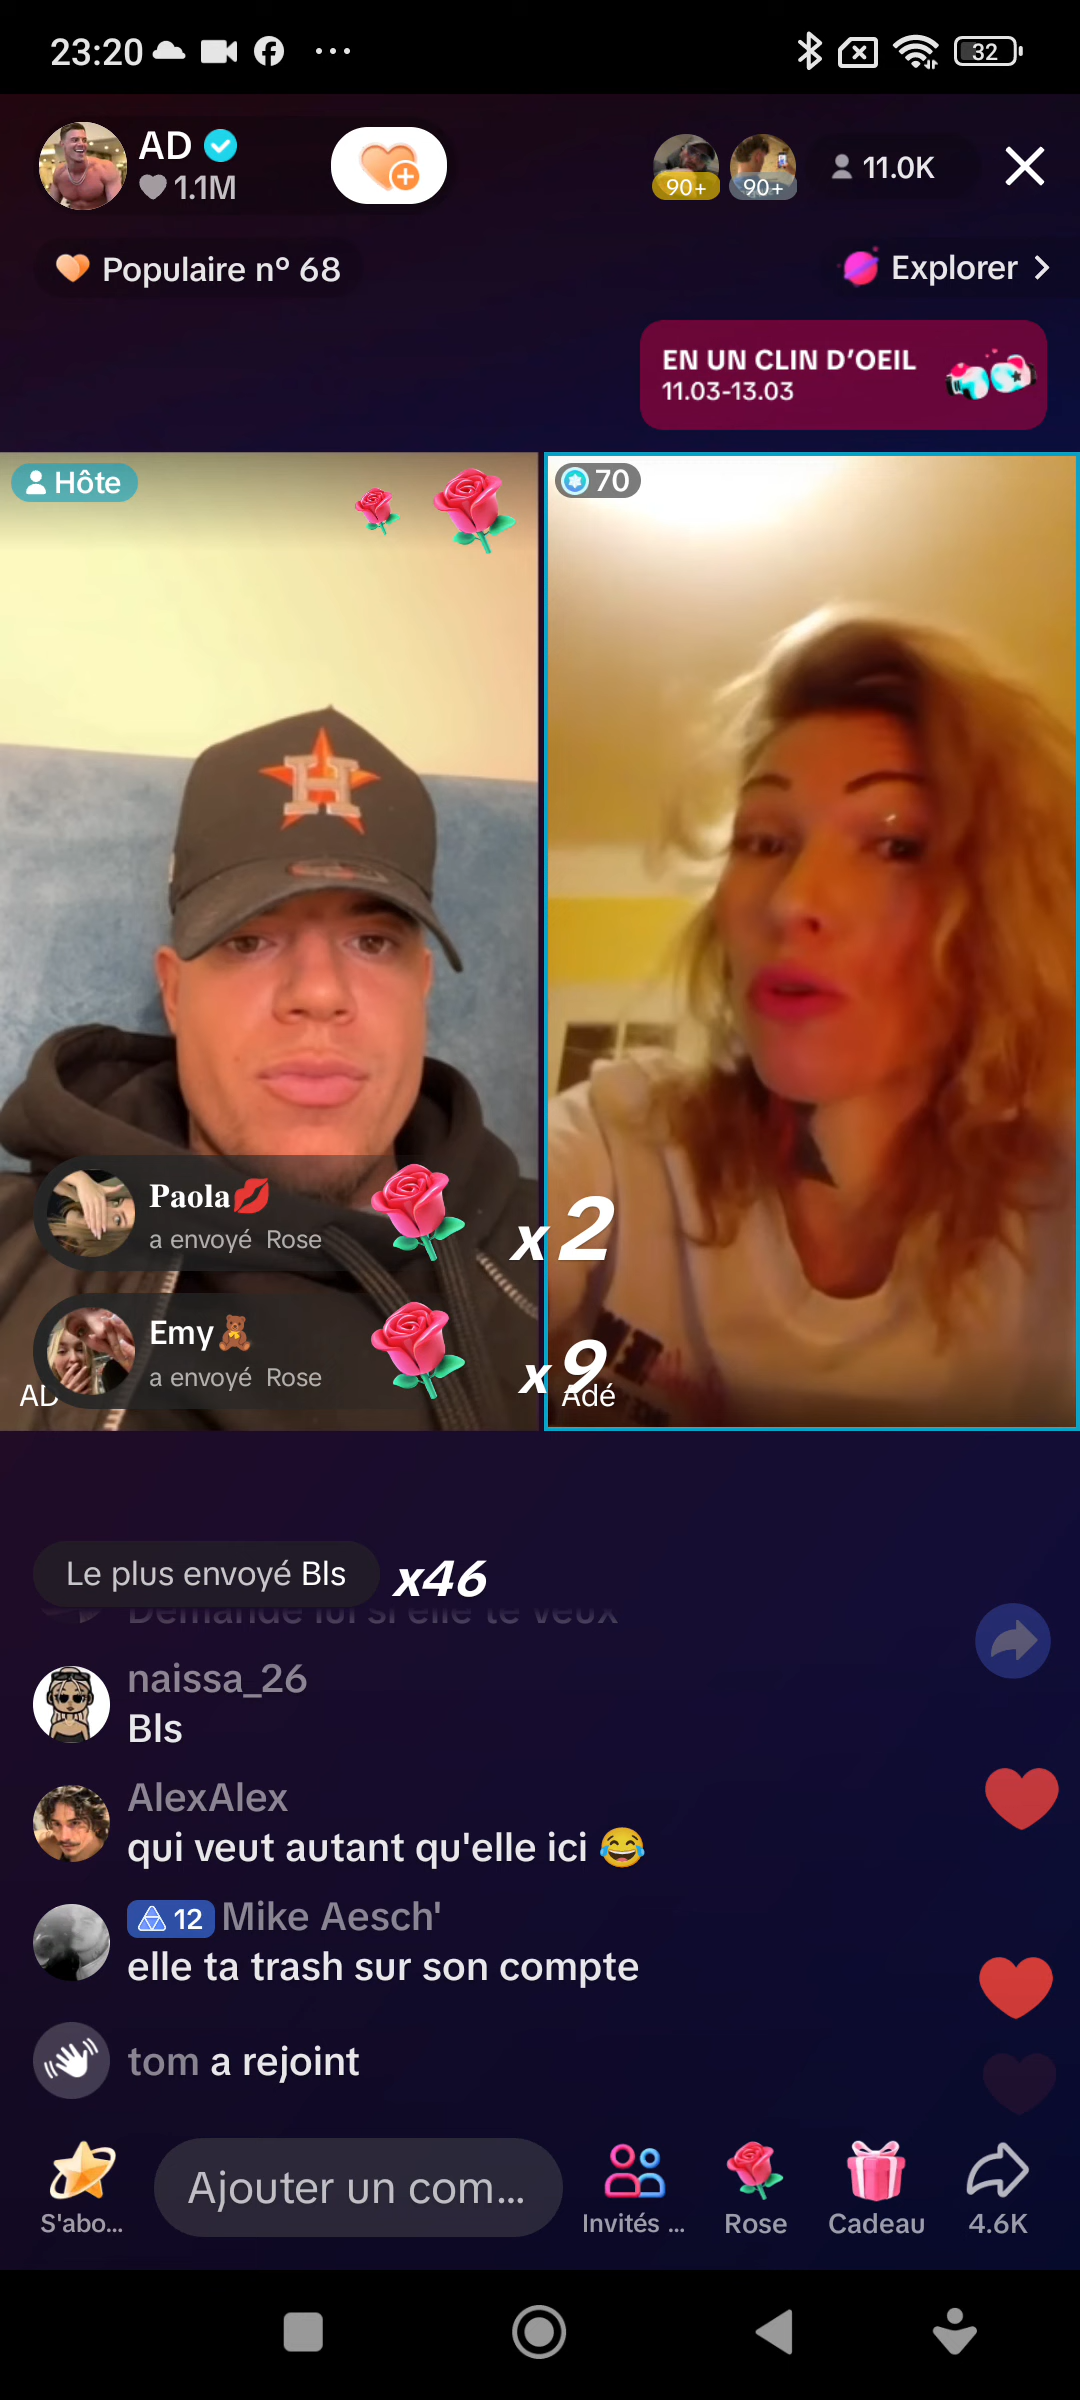 23:20
32
AD
1.1M
90+
90+
11.0K
Populaire n° 68
Explorer
EN UN CLIN D'OEIL
11.03-13.03
Hôte
70
H
Paola💋
a envoyé Rose
x2
Emy🧸
a envoyé Rose
x9
AD
Adé
Le plus envoyé Bls
x46
Demande lui si elle te veux
naissa_26
Bls
AlexAlex
qui veut autant qu'elle ici 😂
12 Mike Aesch'
elle ta trash sur son compte
tom a rejoint
Ajouter un com...
S'abo...
Invités ...
Rose
Cadeau
4.6K